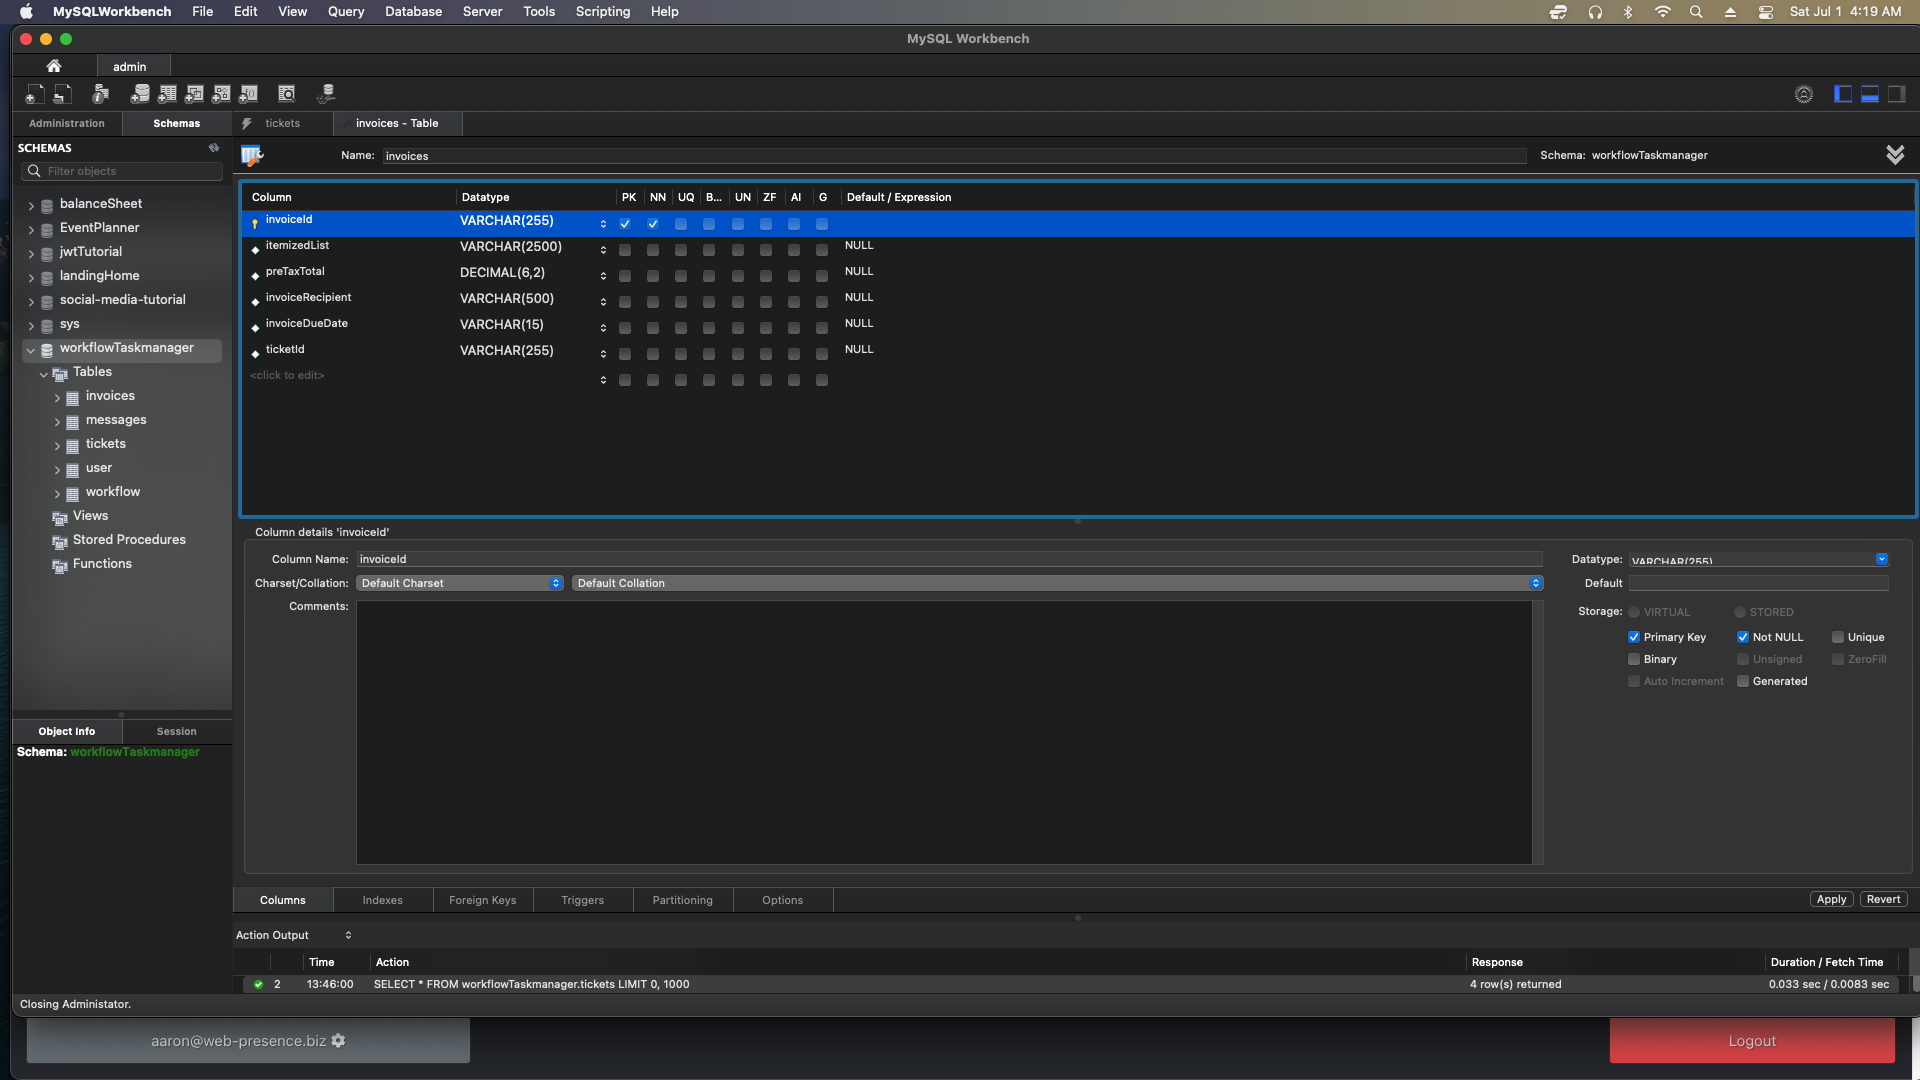 MySQLWorkbench File Edit View Query Database Server Tools Scripting Help Sat Jul 1 4:19 AM
MySQL Workbench
admin
Administration Schemas tickets invoices - Table
SCHEMAS
Name: invoices Schema: workflowTaskmanager
Filter objects
Column Datatype PK NN UQ B... UN ZF AI G Default / Expression
invoiceId VARCHAR(255)
itemizedList VARCHAR(2500) NULL
preTaxTotal DECIMAL(6,2) NULL
invoiceRecipient VARCHAR(500) NULL
invoiceDueDate VARCHAR(15) NULL
ticketId VARCHAR(255) NULL
<click to edit>
balanceSheet
EventPlanner
jwtTutorial
landingHome
social-media-tutorial
sys
workflowTaskmanager
Tables
invoices
messages
tickets
user
workflow
Views
Stored Procedures
Functions
Column details 'invoiceId'
Column Name: invoiceId Datatype: VARCHAR(255)
Charset/Collation: Default Charset Default Collation Default
Comments: Storage: VIRTUAL STORED
Primary Key Not NULL Unique
Binary Unsigned ZeroFill
Auto Increment Generated
Object Info Session
Schema: workflowTaskmanager
Columns Indexes Foreign Keys Triggers Partitioning Options Apply Revert
Action Output
Time Action Response Duration / Fetch Time
2 13:46:00 SELECT * FROM workflowTaskmanager.tickets LIMIT 0, 1000 4 row(s) returned 0.033 sec / 0.0083 sec
Closing Administator.
aaron@web-presence.biz Logout